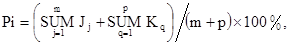 Pi = (SUM_{j=1}^{m} J_j + SUM_{q=1}^{p} K_q) / (m + p) × 100 %,